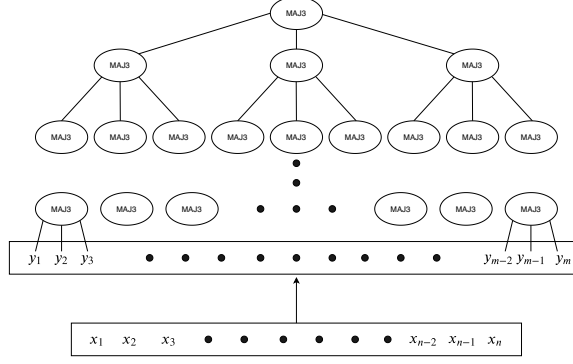 MAJ3
MAJ3 MAJ3 MAJ3
MAJ3 MAJ3 MAJ3 MAJ3 MAJ3 MAJ3 MAJ3 MAJ3 MAJ3
MAJ3 MAJ3 MAJ3 MAJ3 MAJ3 MAJ3
y₁ y₂ y₃ yₘ₋₂ yₘ₋₁ yₘ
x₁ x₂ x₃ xₙ₋₂ xₙ₋₁ xₙ